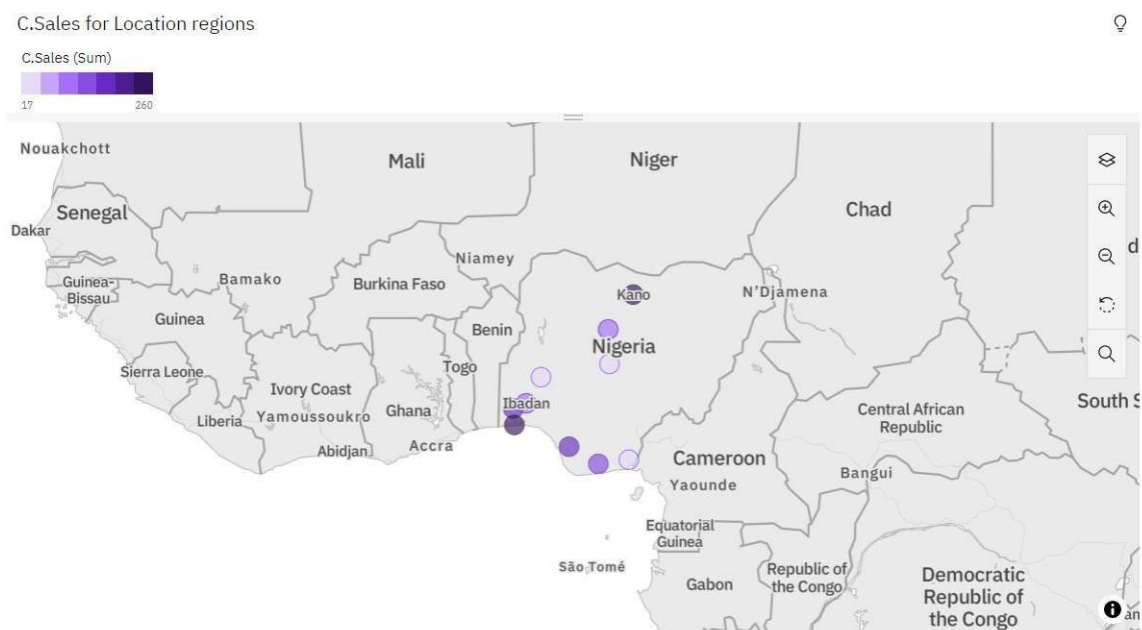 C.Sales for Location regions
C.Sales (Sum)
17 260
Nouakchott
Mali
Niger
Chad
Senegal
Dakar
Niamey
Bamako
Burkina Faso
Guinea-
Bissau
Kano
N'Djamena
Guinea
Benin
Nigeria
Sierra Leone
Togo
Ivory Coast
Ibadan
Ghana
Yamoussoukro
Liberia
Central African
Republic
South S
Accra
Abidjan
Cameroon
Bangui
Yaounde
Equatorial
Guinea
São Tomé
Republic of
the Congo
Gabon
Democratic
Republic of
the Congo